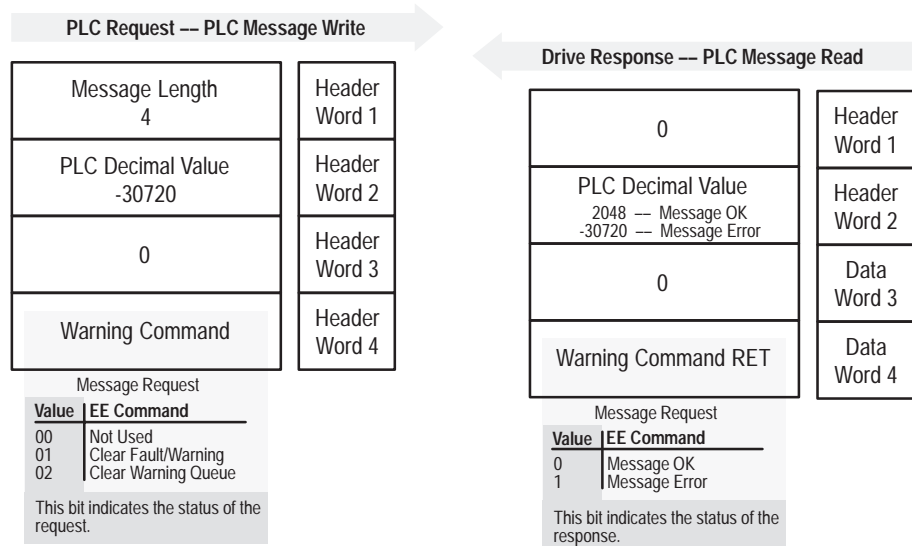 PLC Request –– PLC Message Write
Message Length
4
Header
Word 1
PLC Decimal Value
-30720
Header
Word 2
0
Header
Word 3
Warning Command
Header
Word 4
Message Request
Value EE Command
00 Not Used
01 Clear Fault/Warning
02 Clear Warning Queue
This bit indicates the status of the
request.
Drive Response –– PLC Message Read
0
Header
Word 1
PLC Decimal Value
2048 –– Message OK
-30720 –– Message Error
Header
Word 2
0
Data
Word 3
Warning Command RET
Data
Word 4
Message Request
Value EE Command
0 Message OK
1 Message Error
This bit indicates the status of the
response.